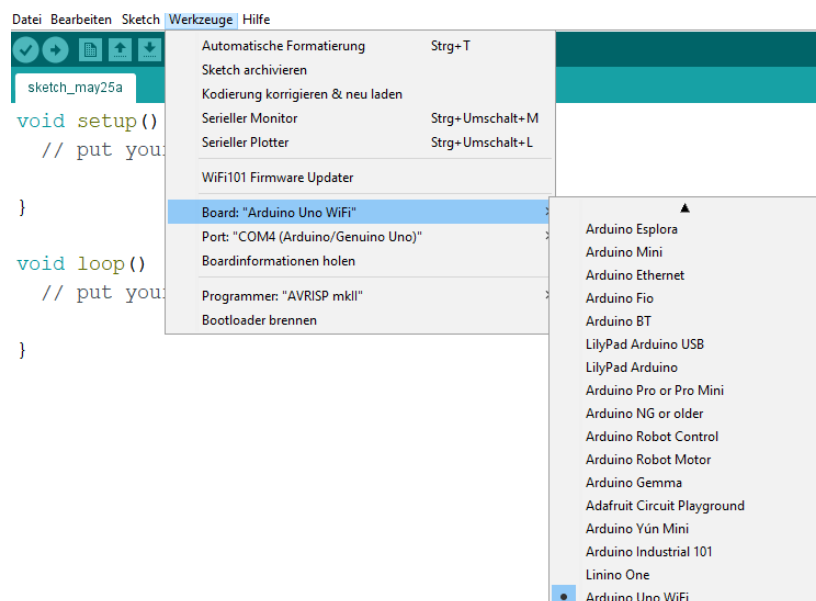 Datei Bearbeiten Sketch Werkzeuge Hilfe
sketch_may25a
void setup()
// put you
}
void loop()
// put you
}
Automatische Formatierung Strg+T
Sketch archivieren
Kodierung korrigieren & neu laden
Serieller Monitor Strg+Umschalt+M
Serieller Plotter Strg+Umschalt+L
WiFi101 Firmware Updater
Board: "Arduino Uno WiFi"
Port: "COM4 (Arduino/Genuino Uno)"
Boardinformationen holen
Programmer: "AVRISP mkII"
Bootloader brennen
Arduino Esplora
Arduino Mini
Arduino Ethernet
Arduino Fio
Arduino BT
LilyPad Arduino USB
LilyPad Arduino
Arduino Pro or Pro Mini
Arduino NG or older
Arduino Robot Control
Arduino Robot Motor
Arduino Gemma
Adafruit Circuit Playground
Arduino Yún Mini
Arduino Industrial 101
Linino One
Arduino Uno WiFi